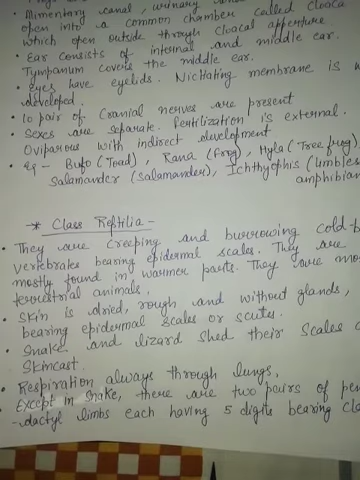 • Alimentary canal, urinary
open into a common chamber called cloaca
which open outside through cloacal apperture
• Ear consists of internal and middle ear.
Tympanum covers the middle ear.
• Eyes have eyelids. Nictitating membrane is w
developed.
• 10 pair of Cranial nerves are present
• Sexes are separate. Fertilization is external.
Oviparous with indirect development
• eg - Bufo (Toad), Rana (frog), Hyla (Tree frog)
Salamander (Salamander), Ichthyophis (limbles
amphibian
* Class Reptilia -
• They are creeping and burrowing cold-b
vertebrates bearing epidermal scales. They are
mostly found in warmer parts. They are mo
terrestrial animals.
• Skin is dried, rough and without glands,
bearing epidermal scales or scutes.
• Snake and lizard shed their scales a
Skincast.
• Respiration always through lungs.
• Except in Snake, there are two pairs of pen
-dactyl limbs each having 5 digits bearing cla